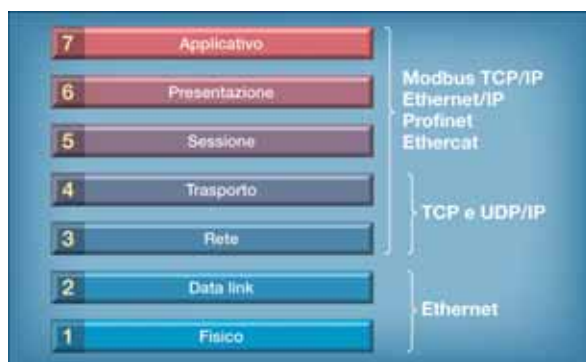 7 Applicativo
6 Presentazione
5 Sessione
4 Trasporto
3 Rete
2 Data link
1 Fisico
Modbus TCP/IP
Ethernet/IP
Profinet
Ethercat
TCP e UDP/IP
Ethernet